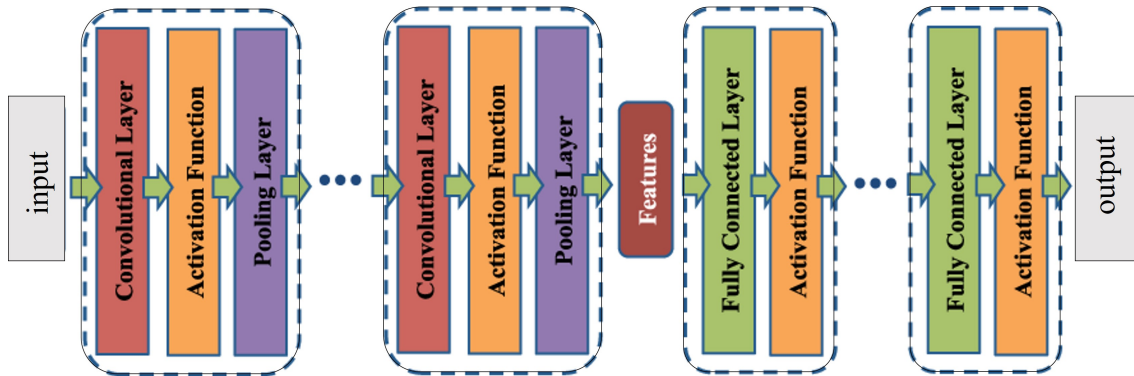 input
Convolutional Layer
Activation Function
Pooling Layer
Convolutional Layer
Activation Function
Pooling Layer
Features
Fully Connected Layer
Activation Function
Fully Connected Layer
Activation Function
output